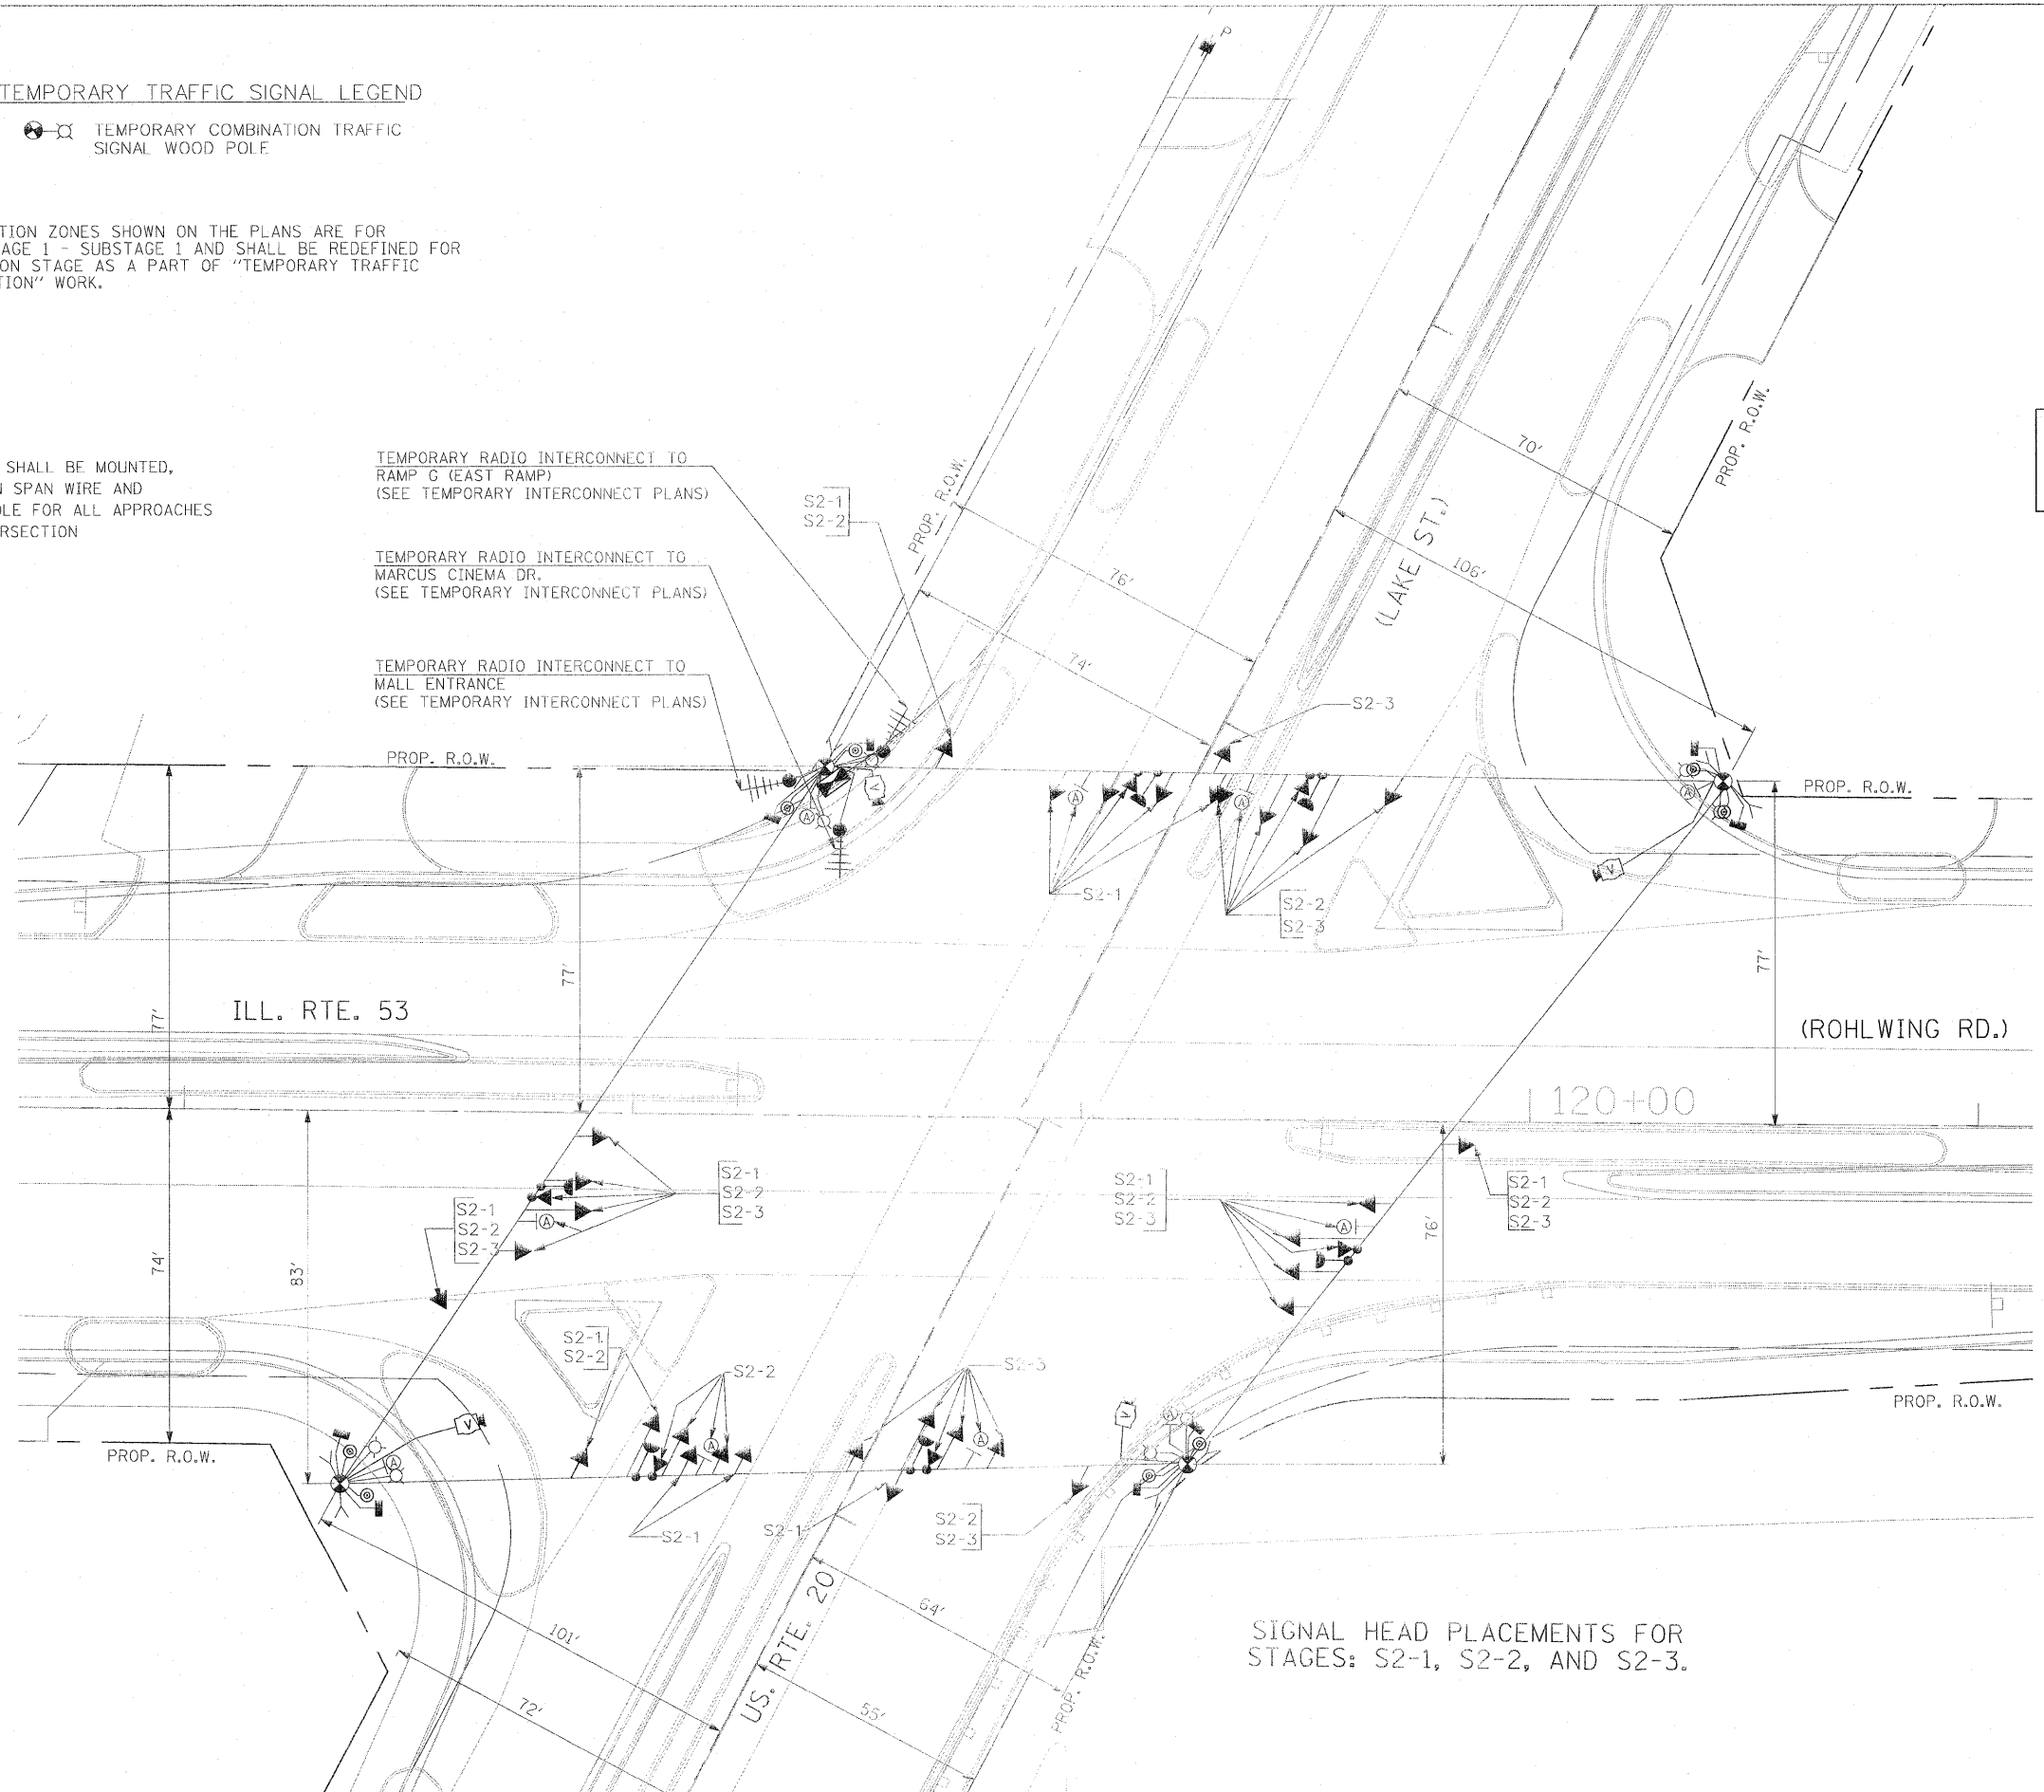 TEMPORARY TRAFFIC SIGNAL LEGEND
TEMPORARY COMBINATION TRAFFIC
SIGNAL WOOD POLE
TION ZONES SHOWN ON THE PLANS ARE FOR
AGE 1 - SUBSTAGE 1 AND SHALL BE REDEFINED FOR
ON STAGE AS A PART OF "TEMPORARY TRAFFIC
TION" WORK.
SHALL BE MOUNTED,
N SPAN WIRE AND
OLE FOR ALL APPROACHES
RSECTION
TEMPORARY RADIO INTERCONNECT TO
RAMP G (EAST RAMP)
(SEE TEMPORARY INTERCONNECT PLANS)
TEMPORARY RADIO INTERCONNECT TO
MARCUS CINEMA DR.
(SEE TEMPORARY INTERCONNECT PLANS)
TEMPORARY RADIO INTERCONNECT TO
MALL ENTRANCE
(SEE TEMPORARY INTERCONNECT PLANS)
P
S2-1
S2-2
PROP. R.O.W.
76'
74'
70'
106'
(LAKE ST.)
PROP. R.O.W.
S2-3
PROP. R.O.W.
PROP. R.O.W.
A
V
A
A
A
A
V
S2-1
S2-2
S2-3
77'
77'
77'
ILL. RTE. 53
(ROHLWING RD.)
120+00
S2-1
S2-2
S2-3
S2-1
S2-2
S2-3
A
S2-1
S2-2
S2-3
A
S2-1
S2-2
S2-3
74'
83'
76'
S2-1
S2-2
S2-2
S2-3
A
A
V
V
A
A
PROP. R.O.W.
PROP. R.O.W.
S2-1
S2-1
S2-2
S2-3
101'
72'
US. RTE. 20
64'
55'
PROP. R.O.W.
SIGNAL HEAD PLACEMENTS FOR
STAGES: S2-1, S2-2, AND S2-3.